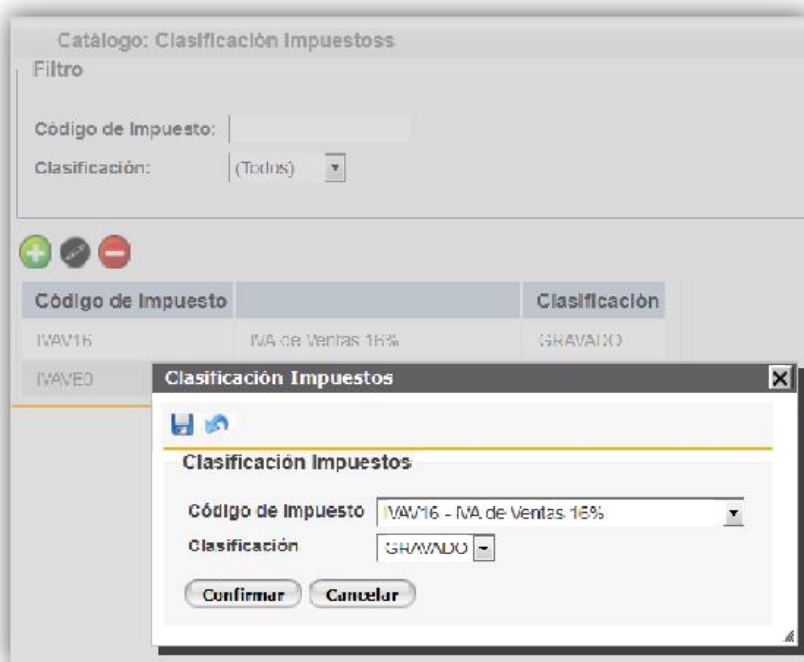 Catálogo: Clasificación Impuestoss
Filtro
Código de Impuesto:
Clasificación: (Todos)
Código de Impuesto Clasificación
IVAV16 IVA de Ventas 16% GRAVADO
IVAVE0
Clasificación Impuestos
Clasificación Impuestos
Código de Impuesto IVAV16 - IVA de Ventas 16%
Clasificación GRAVADO
Confirmar Cancelar